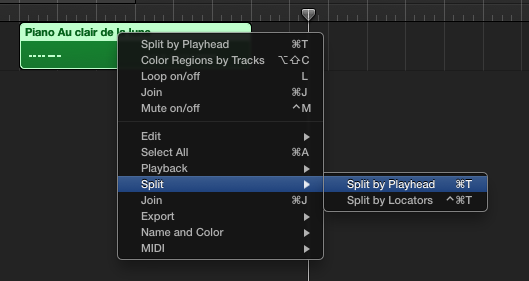 Piano Au clair de la lune
Split by Playhead ⌘T
Color Regions by Tracks ⌥⇧C
Loop on/off L
Join ⌘J
Mute on/off ^M
Edit ▶
Select All ⌘A
Playback ▶
Split ▶ Split by Playhead ⌘T
Join ⌘J Split by Locators ^⌘T
Export ▶
Name and Color ▶
MIDI ▶